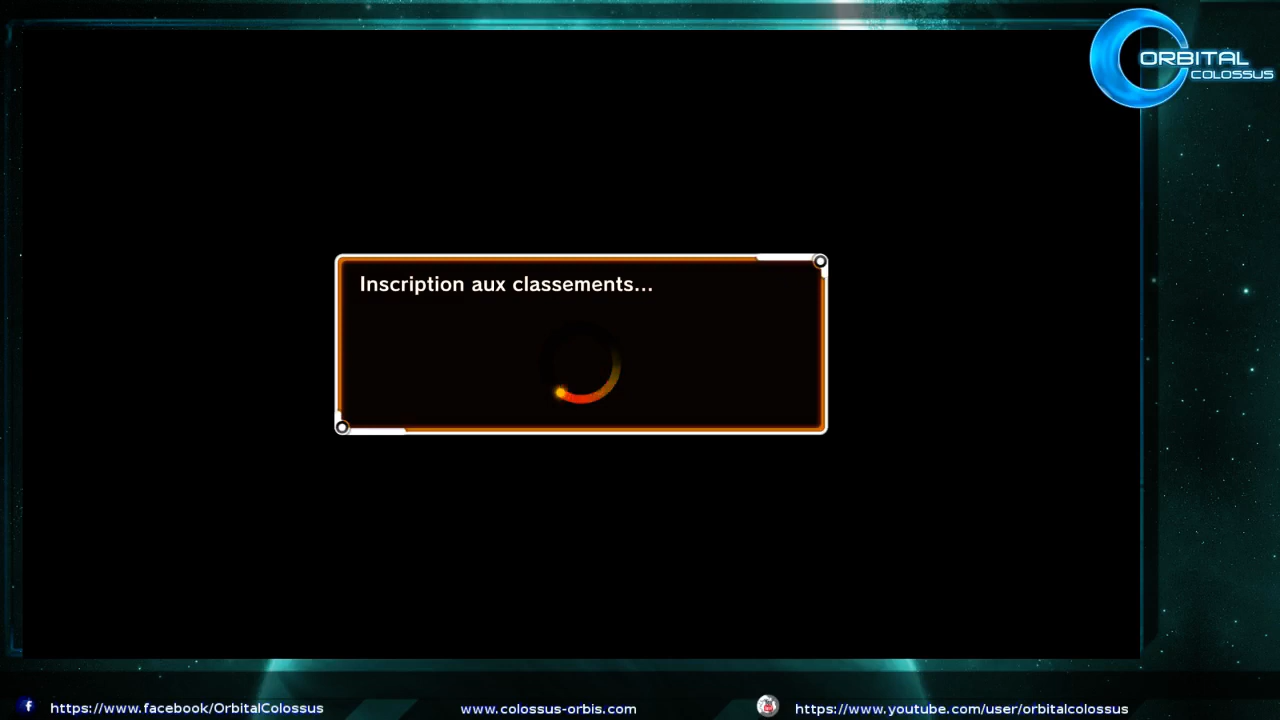 ORBITAL
COLOSSUS
Inscription aux classements...
https://www.facebook/OrbitalColossus
www.colossus-orbis.com
https://www.youtube.com/user/orbitalcolossus